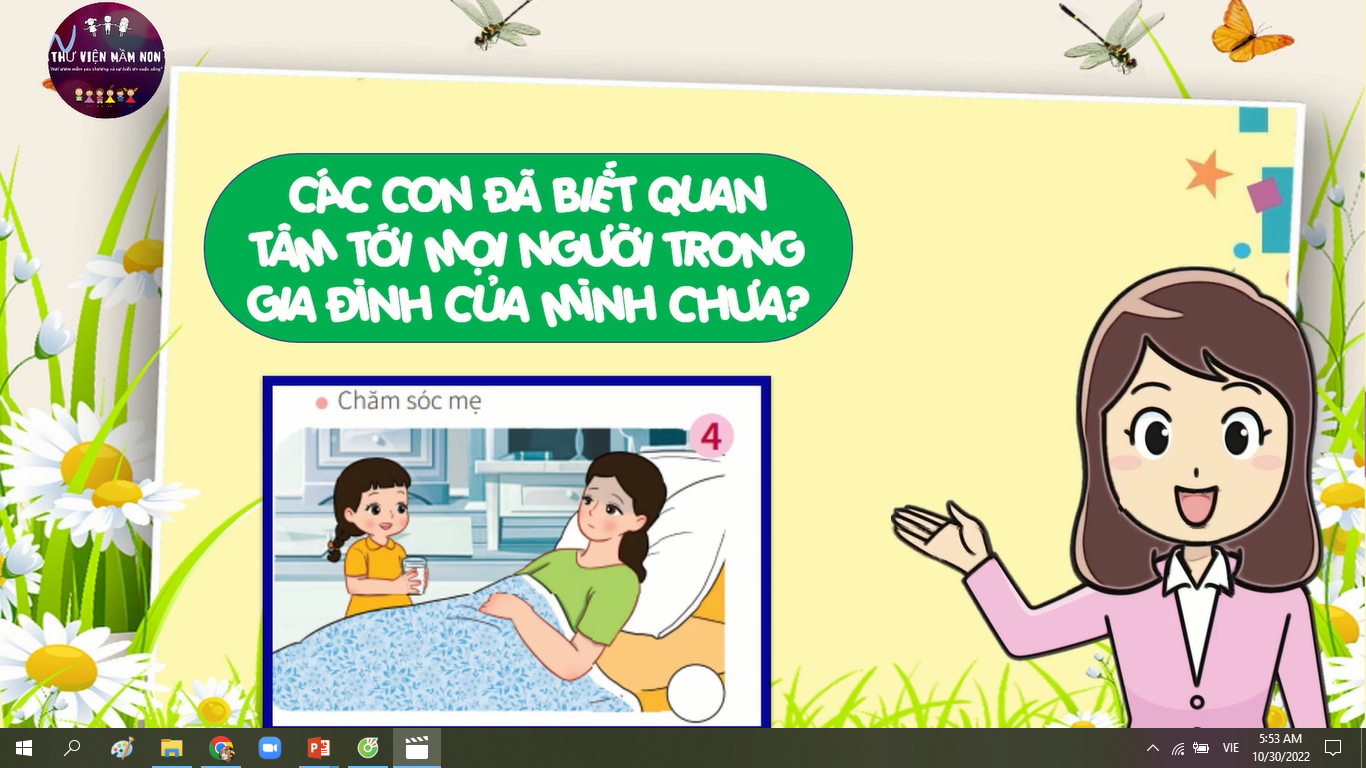 THƯ VIỆN MẦM NON
CÁC CON ĐÃ BIẾT QUAN
TÂM TỚI MỌI NGƯỜI TRONG
GIA ĐÌNH CỦA MÌNH CHƯA?
Chăm sóc mẹ
4
VIE
5:53 AM
10/30/2022